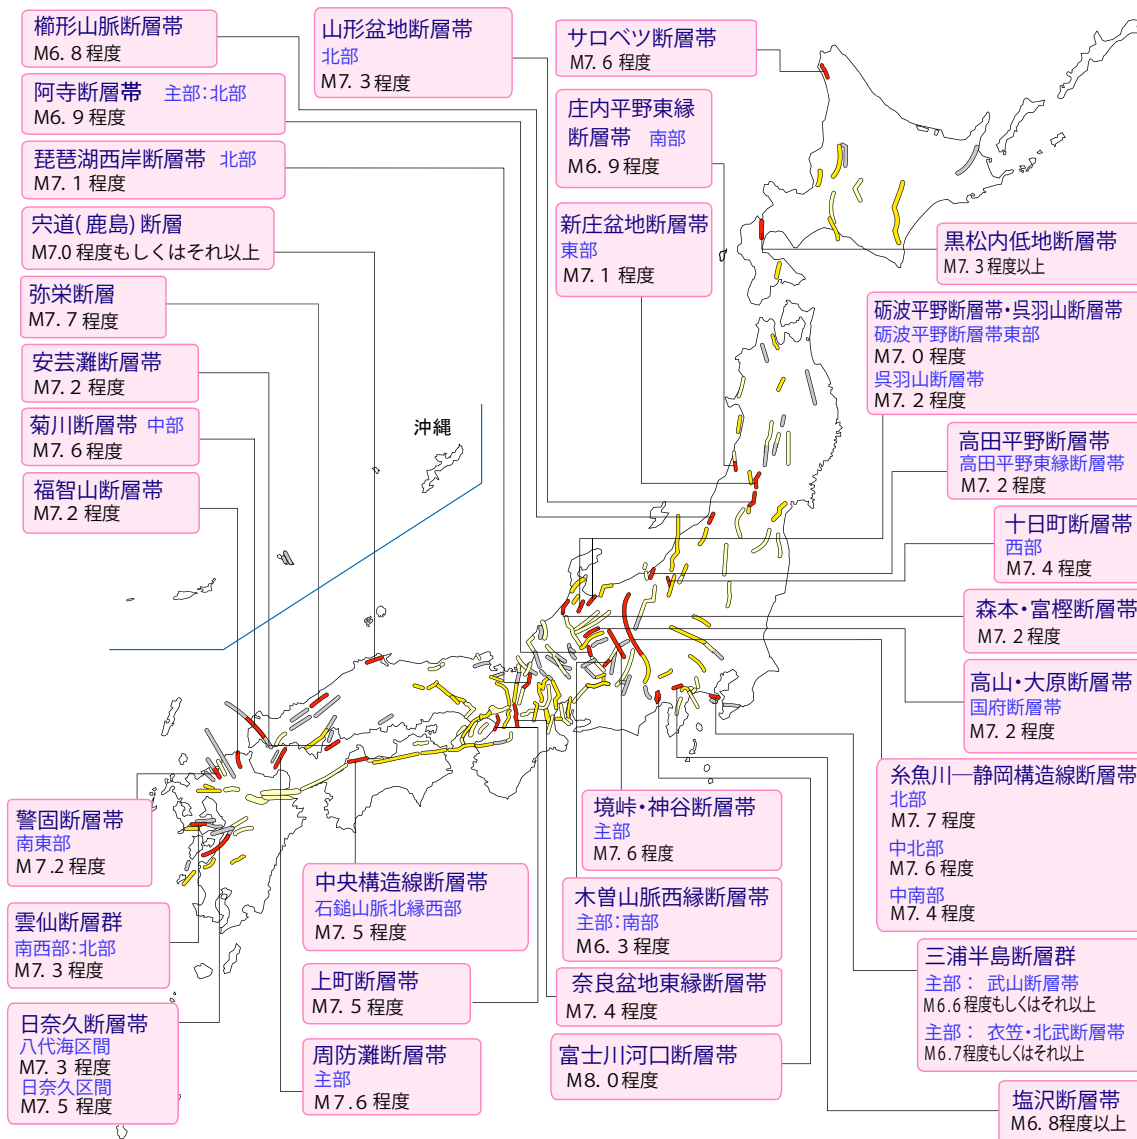 櫛形山脈断層帯
M6. 8 程度
阿寺断層帯 主部:北部
M6. 9 程度
琵琶湖西岸断層帯 北部
M7. 1 程度
宍道(鹿島)断層
M7.0 程度もしくはそれ以上
弥栄断層
M7. 7 程度
安芸灘断層帯
M7. 2 程度
菊川断層帯 中部
M7. 6 程度
福智山断層帯
M7. 2 程度
山形盆地断層帯
北部
M7. 3 程度
サロベツ断層帯
M7. 6 程度
庄内平野東縁
断層帯 南部
M6. 9 程度
新庄盆地断層帯
東部
M7. 1 程度
黒松内低地断層帯
M7. 3 程度以上
砺波平野断層帯・呉羽山断層帯
砺波平野断層帯東部
M7. 0 程度
呉羽山断層帯
M7. 2 程度
高田平野断層帯
高田平野東縁断層帯
M7. 2 程度
十日町断層帯
西部
M7. 4 程度
森本・富樫断層帯
M7. 2 程度
高山・大原断層帯
国府断層帯
M7. 2 程度
糸魚川―静岡構造線断層帯
北部
M7. 7 程度
中北部
M7. 6 程度
中南部
M7. 4 程度
三浦半島断層群
主部: 武山断層帯
M6.6程度もしくはそれ以上
主部: 衣笠・北武断層帯
M6.7程度もしくはそれ以上
塩沢断層帯
M6. 8程度以上
沖縄
警固断層帯
南東部
M 7.2 程度
雲仙断層群
南西部:北部
M7. 3 程度
日奈久断層帯
八代海区間
M7. 3 程度
日奈久区間
M7. 5 程度
中央構造線断層帯
石鎚山脈北縁西部
M7. 5 程度
上町断層帯
M7. 5 程度
周防灘断層帯
主部
M 7.6 程度
境峠・神谷断層帯
主部
M7. 6 程度
木曽山脈西縁断層帯
主部:南部
M6. 3 程度
奈良盆地東縁断層帯
M7. 4 程度
富士川河口断層帯
M8. 0程度